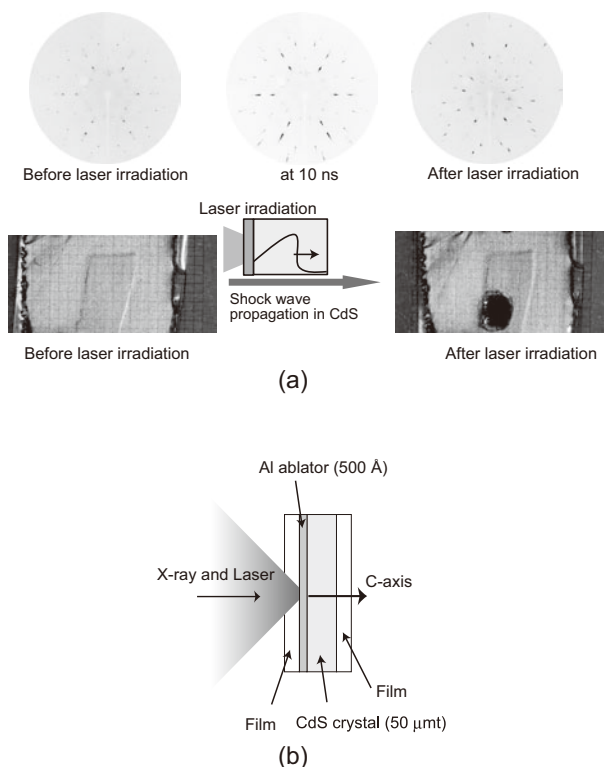 Before laser irradiation
at 10 ns
After laser irradiation
Laser irradiation
Shock wave
propagation in CdS
Before laser irradiation
After laser irradiation
(a)
Al ablator (500 Å)
X-ray and Laser
C-axis
Film
Film
CdS crystal (50 μmt)
(b)